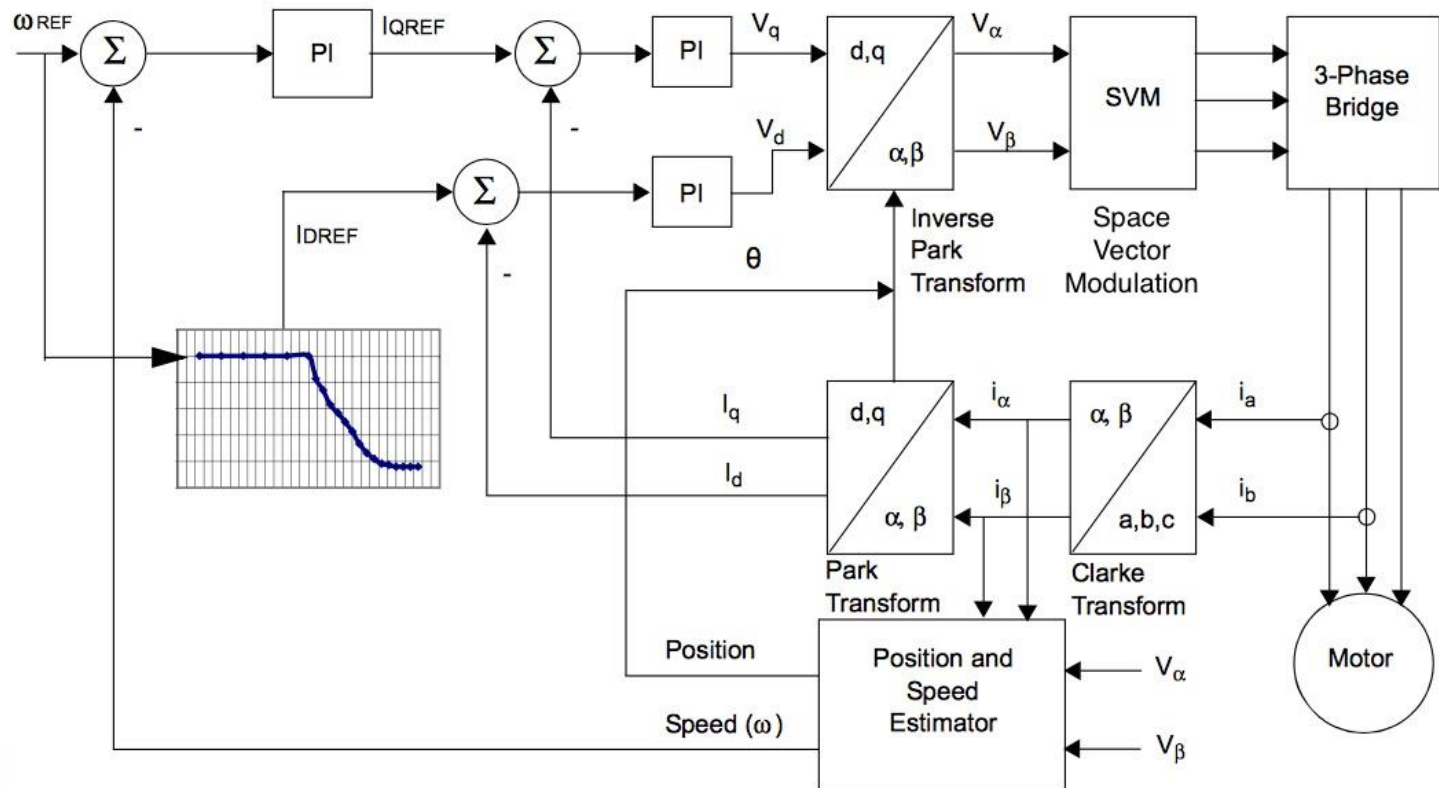 ωREF
Σ
-
PI
IQREF
Σ
-
PI
Vq
d,q
α,β
Inverse
Park
Transform
Vα
Vβ
SVM
Space
Vector
Modulation
3-Phase
Bridge
IDREF
Σ
-
PI
Vd
θ
Iq
Id
d,q
α, β
Park
Transform
iα
iβ
α, β
a,b,c
Clarke
Transform
ia
ib
Motor
Position
Speed (ω)
Position and
Speed
Estimator
Vα
Vβ